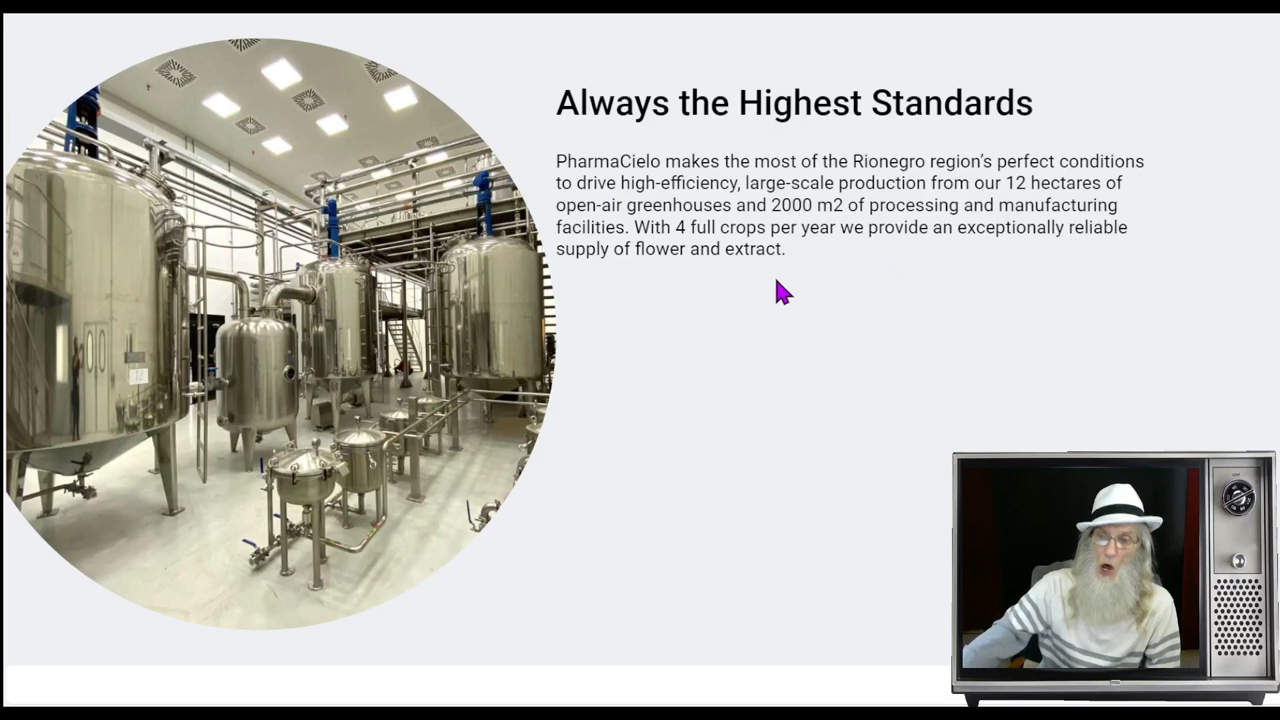 Always the Highest Standards
PharmaCielo makes the most of the Rionegro region's perfect conditions
to drive high-efficiency, large-scale production from our 12 hectares of
open-air greenhouses and 2000 m2 of processing and manufacturing
facilities. With 4 full crops per year we provide an exceptionally reliable
supply of flower and extract.